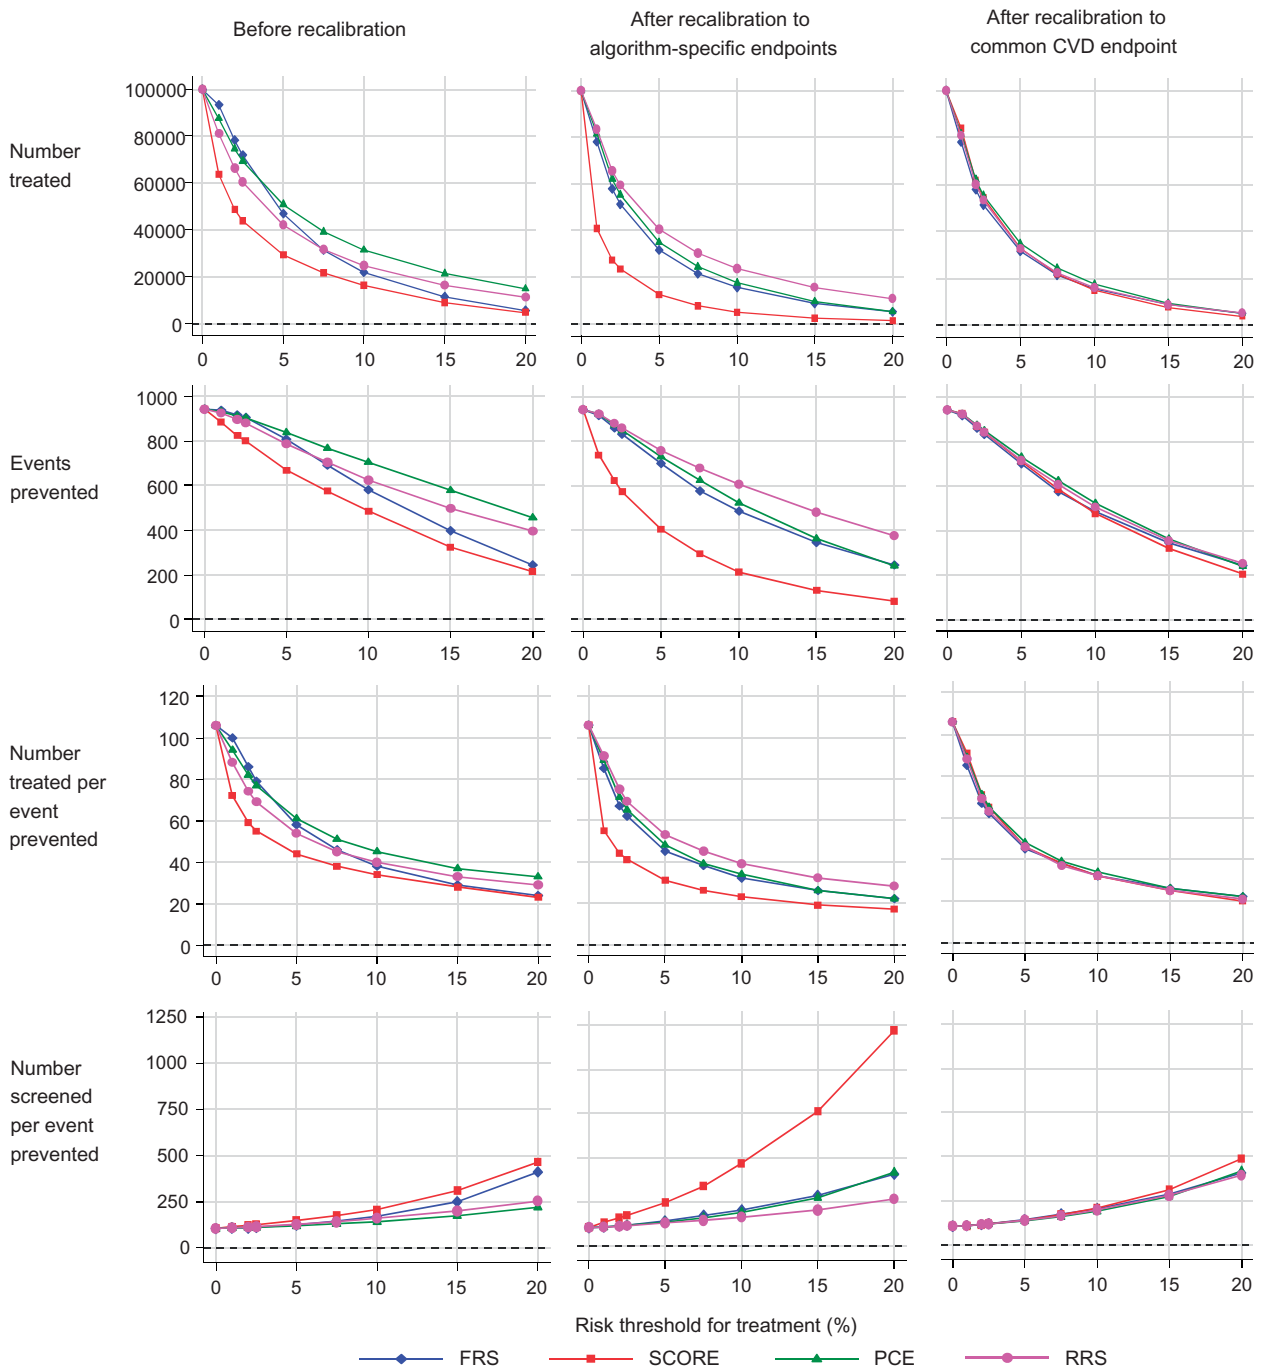 Before recalibration
After recalibration to
algorithm-specific endpoints
After recalibration to
common CVD endpoint
Number
treated
100000
80000
60000
40000
20000
0
0 5 10 15 20
0 5 10 15 20
0 5 10 15 20
Events
prevented
1000
800
600
400
200
0
0 5 10 15 20
0 5 10 15 20
0 5 10 15 20
Number
treated per
event
prevented
120
100
80
60
40
20
0
0 5 10 15 20
0 5 10 15 20
0 5 10 15 20
Number
screened
per event
prevented
1250
1000
750
500
250
0
0 5 10 15 20
0 5 10 15 20
0 5 10 15 20
Risk threshold for treatment (%)
FRS SCORE PCE RRS